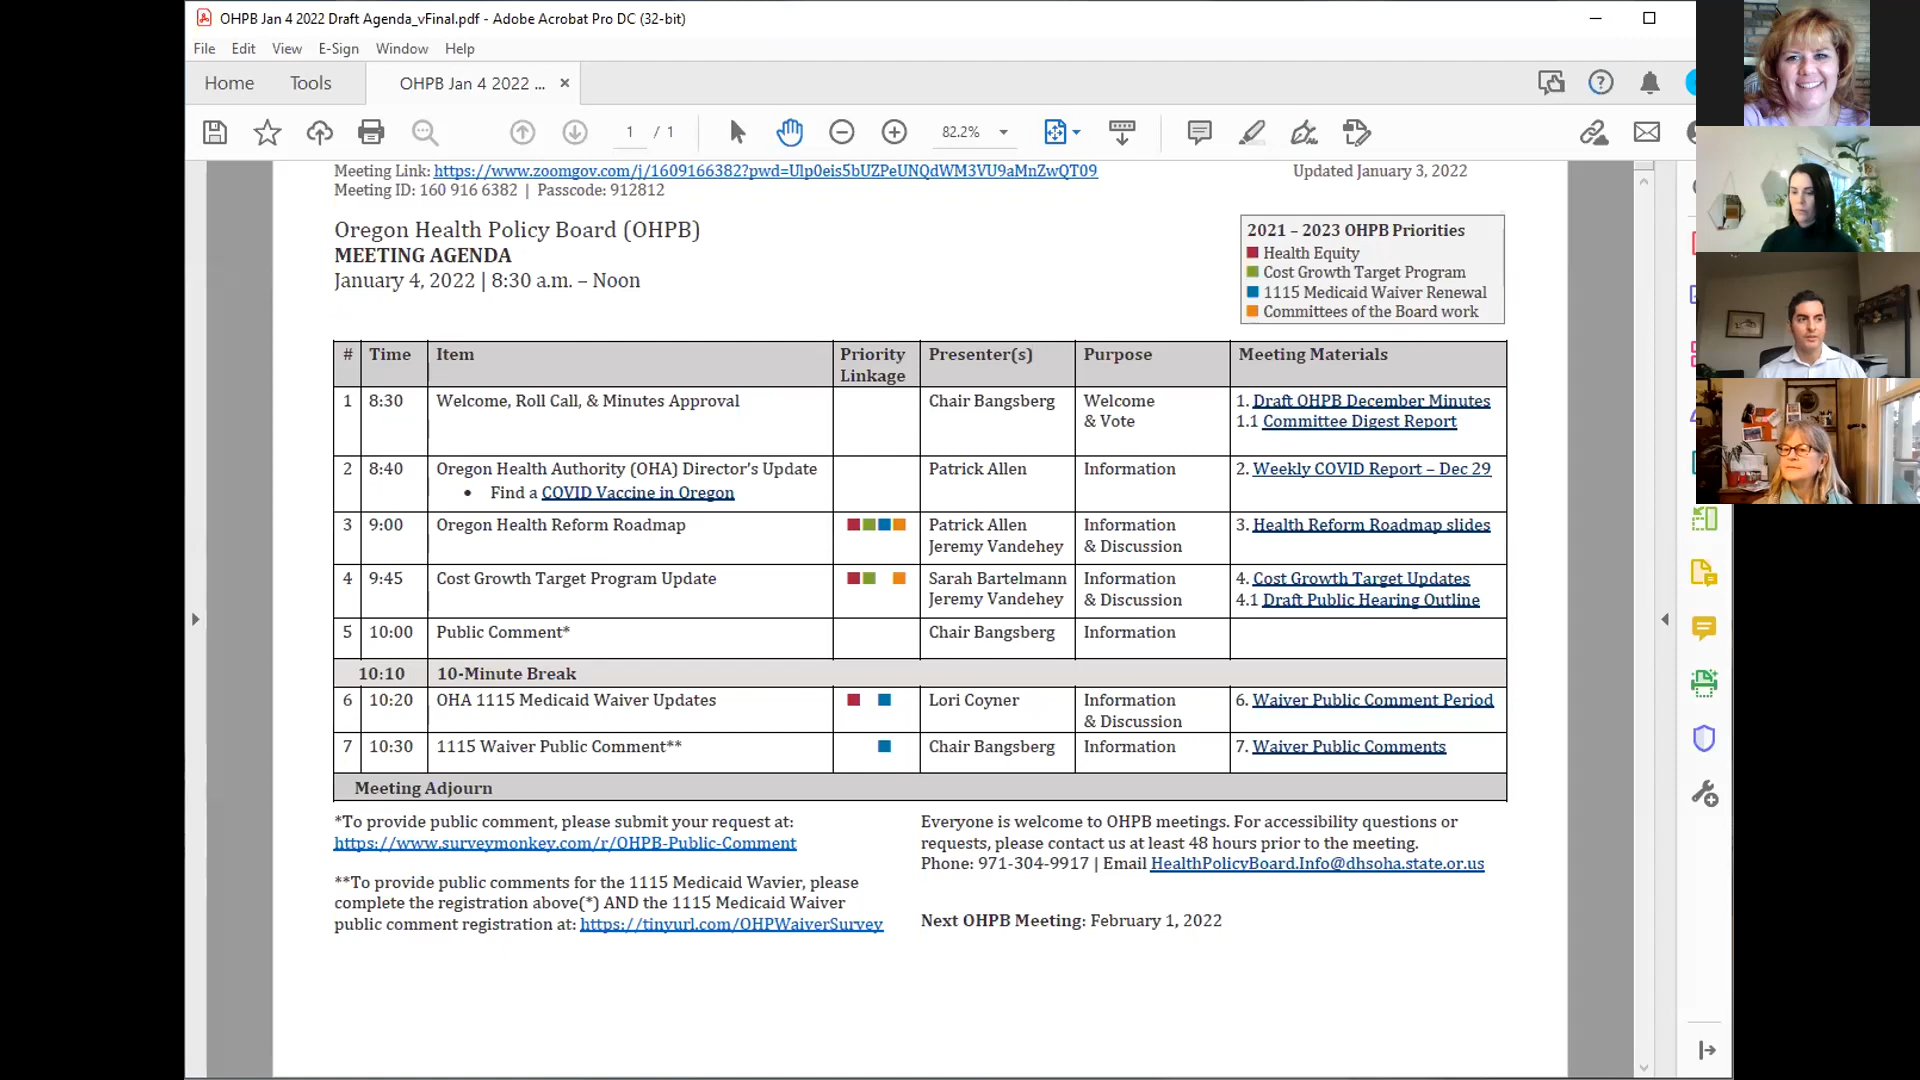 OHPB Jan 4 2022 Draft Agenda_vFinal.pdf - Adobe Acrobat Pro DC (32-bit)
File Edit View E-Sign Window Help
Home Tools OHPB Jan 4 2022 ... ×
1 / 1 82.2%
Meeting Link: https://www.zoomgov.com/j/1609166382?pwd=Ulp0eis5bUZPeUNQdWM3VU9aMnZwQT09
Updated January 3, 2022
Meeting ID: 160 916 6382 | Passcode: 912812
Oregon Health Policy Board (OHPB)
MEETING AGENDA
January 4, 2022 | 8:30 a.m. – Noon
2021 – 2023 OHPB Priorities
Health Equity
Cost Growth Target Program
1115 Medicaid Waiver Renewal
Committees of the Board work
# Time Item Priority Linkage Presenter(s) Purpose Meeting Materials
1 8:30 Welcome, Roll Call, & Minutes Approval Chair Bangsberg Welcome 1. Draft OHPB December Minutes
& Vote 1.1 Committee Digest Report
2 8:40 Oregon Health Authority (OHA) Director's Update Patrick Allen Information 2. Weekly COVID Report – Dec 29
• Find a COVID Vaccine in Oregon
3 9:00 Oregon Health Reform Roadmap Patrick Allen Information 3. Health Reform Roadmap slides
Jeremy Vandehey & Discussion
4 9:45 Cost Growth Target Program Update Sarah Bartelmann Information 4. Cost Growth Target Updates
Jeremy Vandehey & Discussion 4.1 Draft Public Hearing Outline
5 10:00 Public Comment* Chair Bangsberg Information
10:10 10-Minute Break
6 10:20 OHA 1115 Medicaid Waiver Updates Lori Coyner Information 6. Waiver Public Comment Period
& Discussion
7 10:30 1115 Waiver Public Comment** Chair Bangsberg Information 7. Waiver Public Comments
Meeting Adjourn
*To provide public comment, please submit your request at:
https://www.surveymonkey.com/r/OHPB-Public-Comment
**To provide public comments for the 1115 Medicaid Wavier, please
complete the registration above(*) AND the 1115 Medicaid Waiver
public comment registration at: https://tinyurl.com/OHPWaiverSurvey
Everyone is welcome to OHPB meetings. For accessibility questions or
requests, please contact us at least 48 hours prior to the meeting.
Phone: 971-304-9917 | Email HealthPolicyBoard.Info@dhsoha.state.or.us
Next OHPB Meeting: February 1, 2022